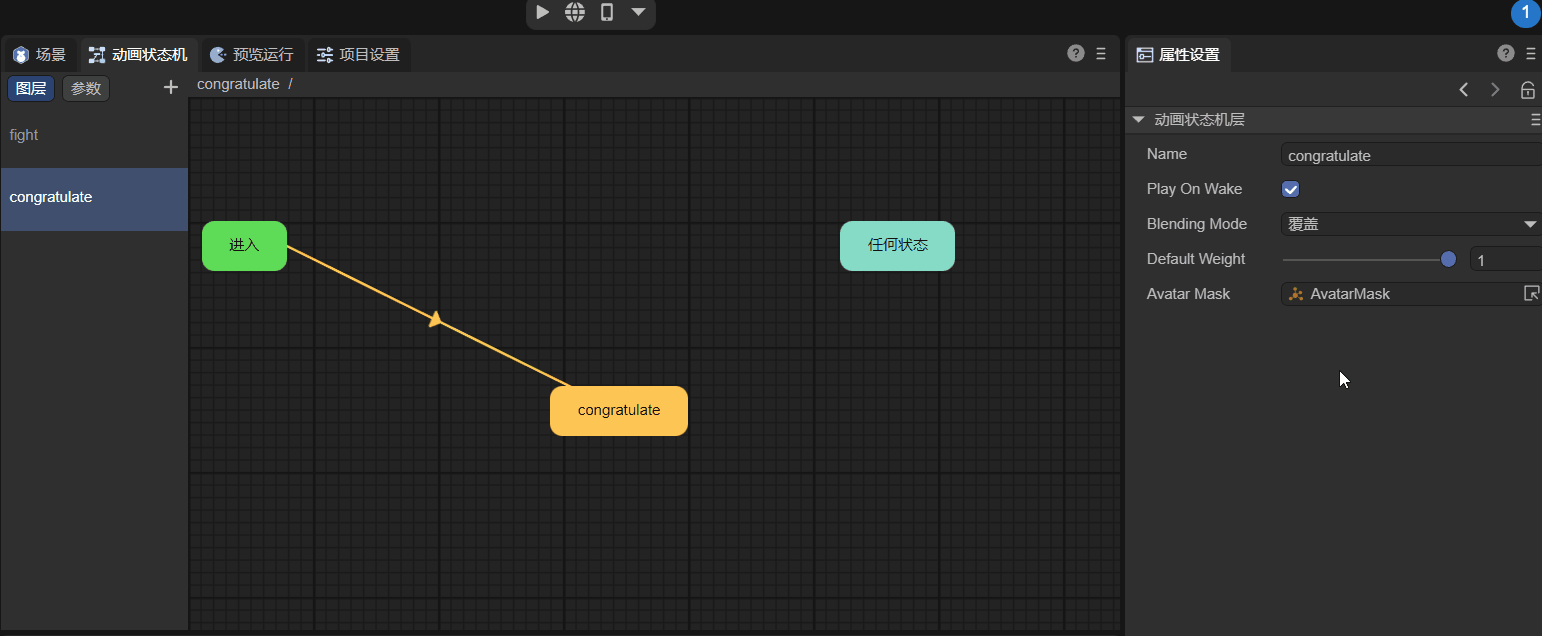 1
场景 动画状态机 预览运行 项目设置 ?
图层 参数 +
congratulate /
fight
congratulate
进入
任何状态
congratulate
属性设置 ?
动画状态机层
Name congratulate
Play On Wake
Blending Mode 覆盖
Default Weight 1
Avatar Mask AvatarMask